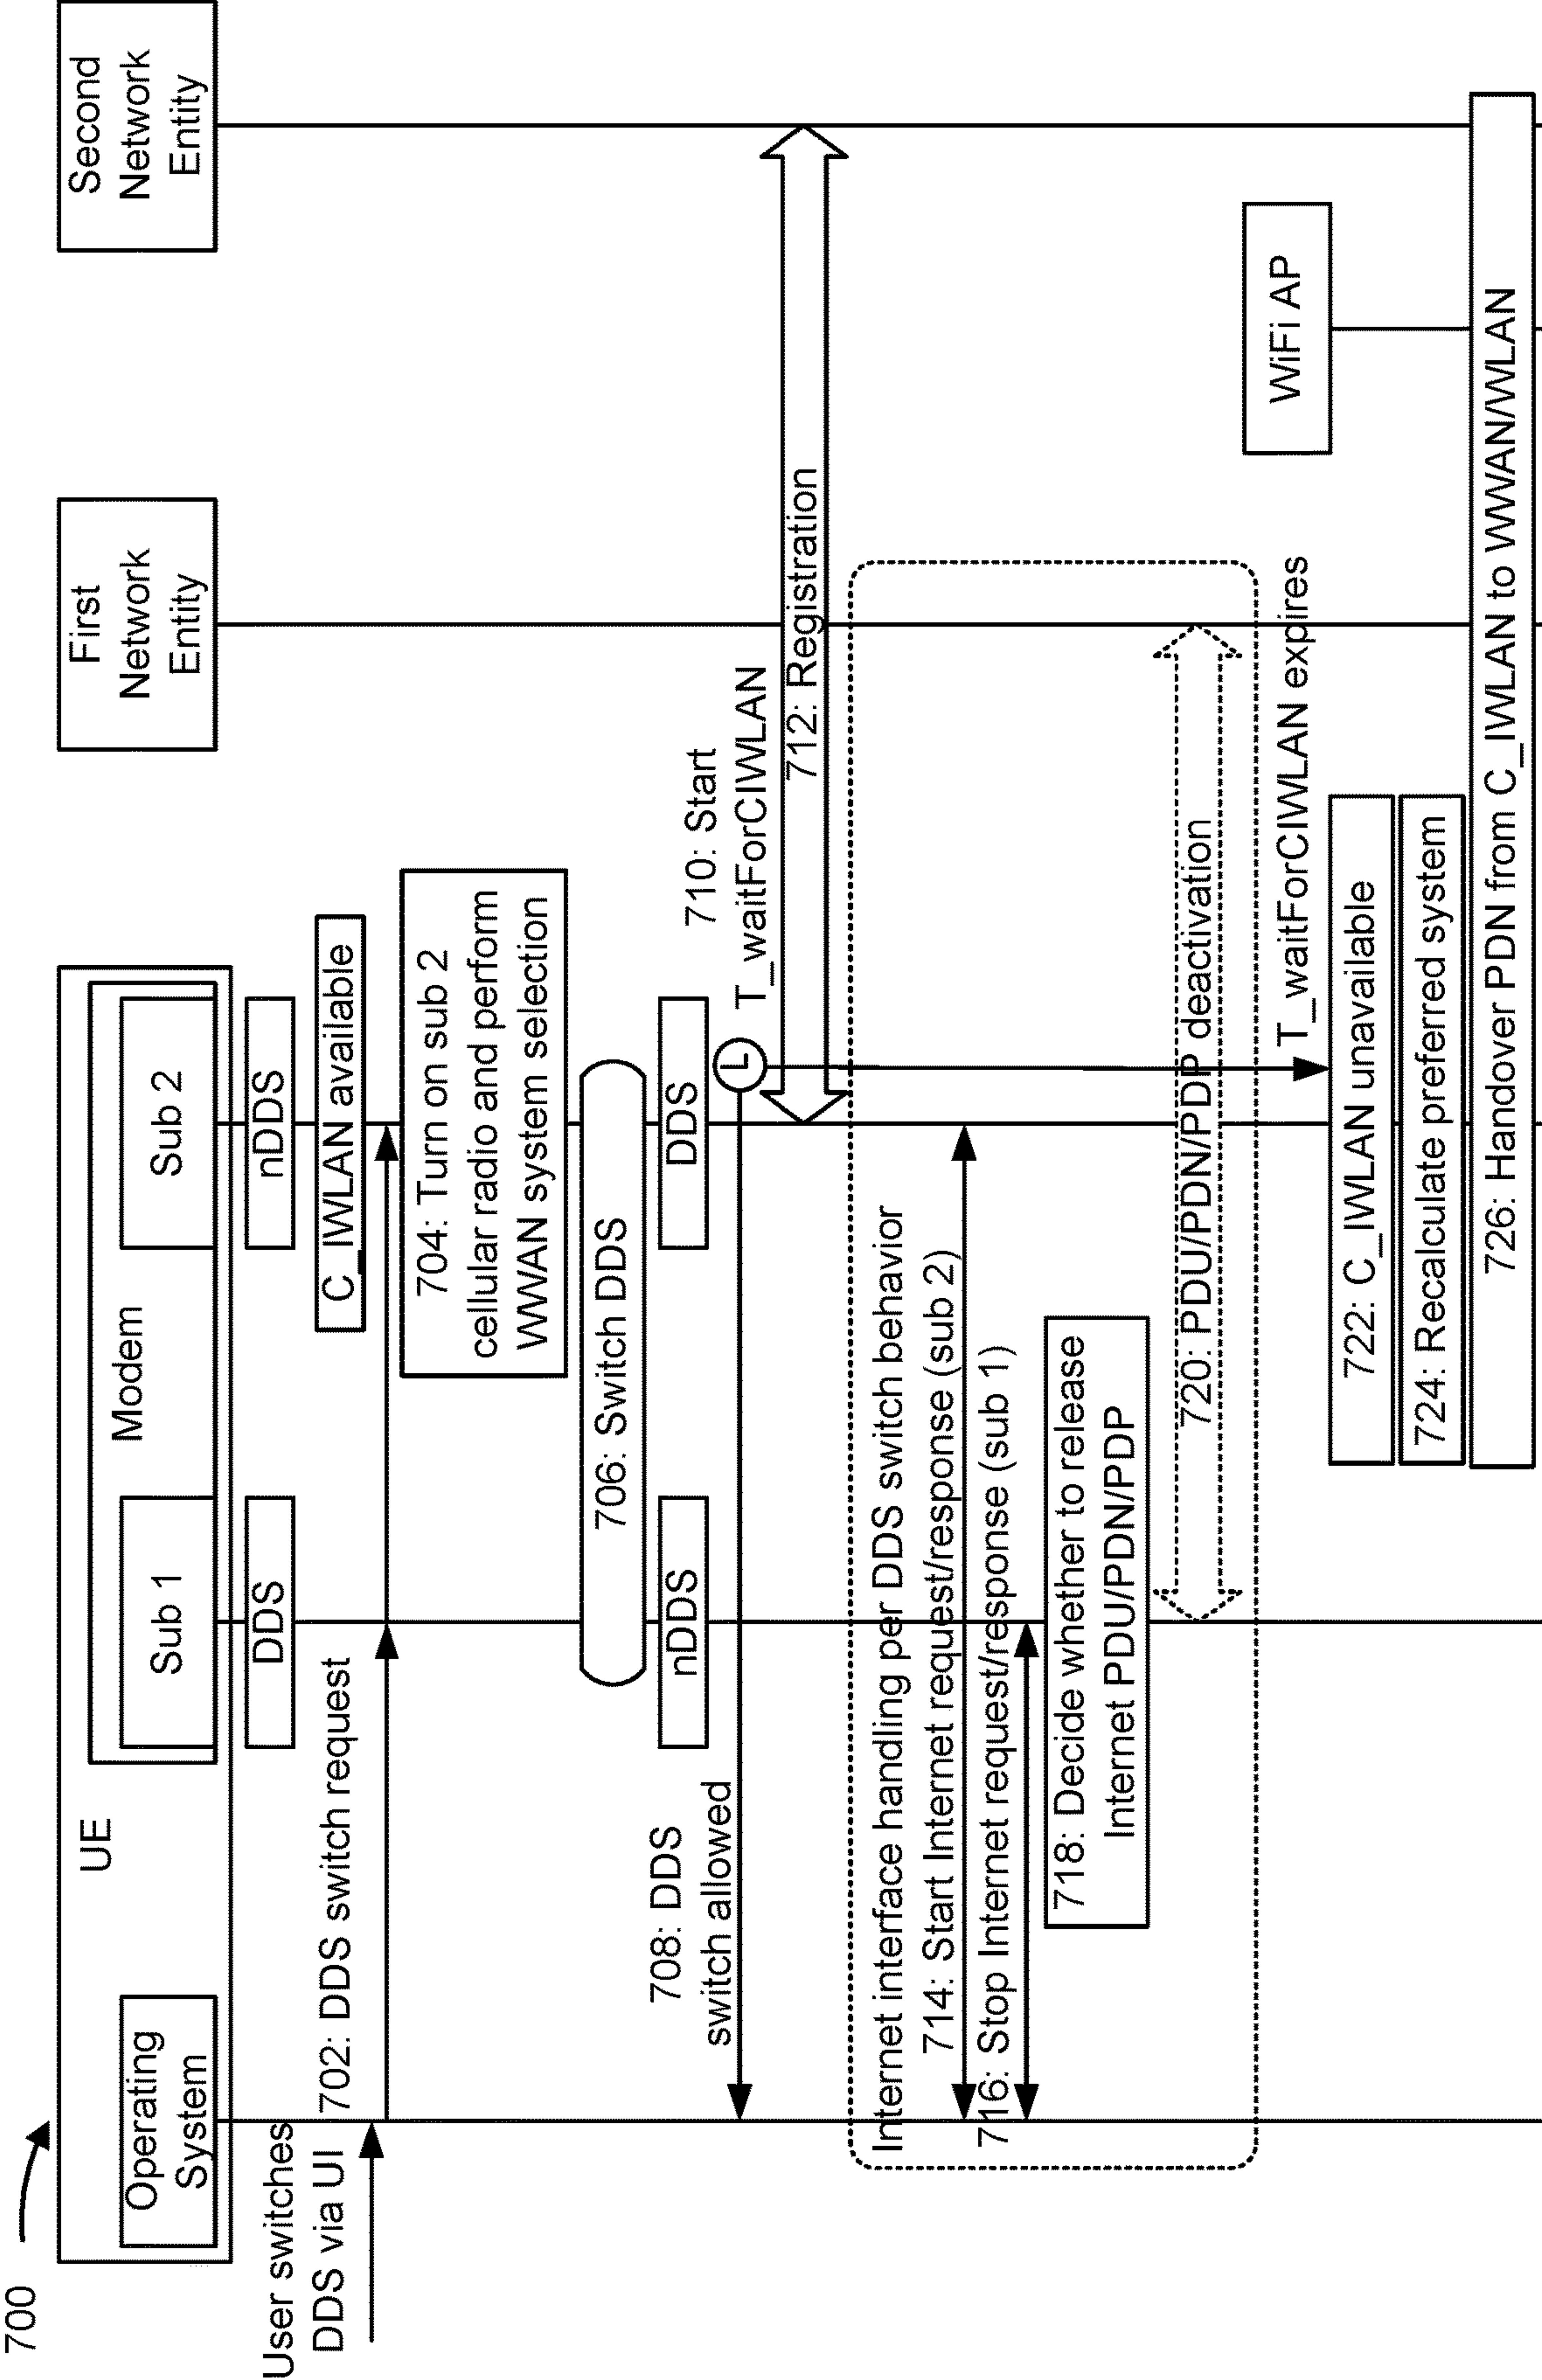 700
UE
Modem
Operating
System
Sub 1
Sub 2
First
Network
Entity
Second
Network
Entity
DDS
nDDS
User switches
DDS via UI
702: DDS switch request
C_IWLAN available
704: Turn on sub 2
cellular radio and perform
WWAN system selection
706: Switch DDS
nDDS
DDS
708: DDS
switch allowed
710: Start
T_waitForCIWLAN
712: Registration
Internet interface handling per DDS switch behavior
714: Start Internet request/response (sub 2)
716: Stop Internet request/response (sub 1)
718: Decide whether to release
Internet PDU/PDN/PDP
720: PDU/PDN/PDP deactivation
T_waitForCIWLAN expires
WiFi AP
722: C_IWLAN unavailable
724: Recalculate preferred system
726: Handover PDN from C_IWLAN to WWAN/WLAN